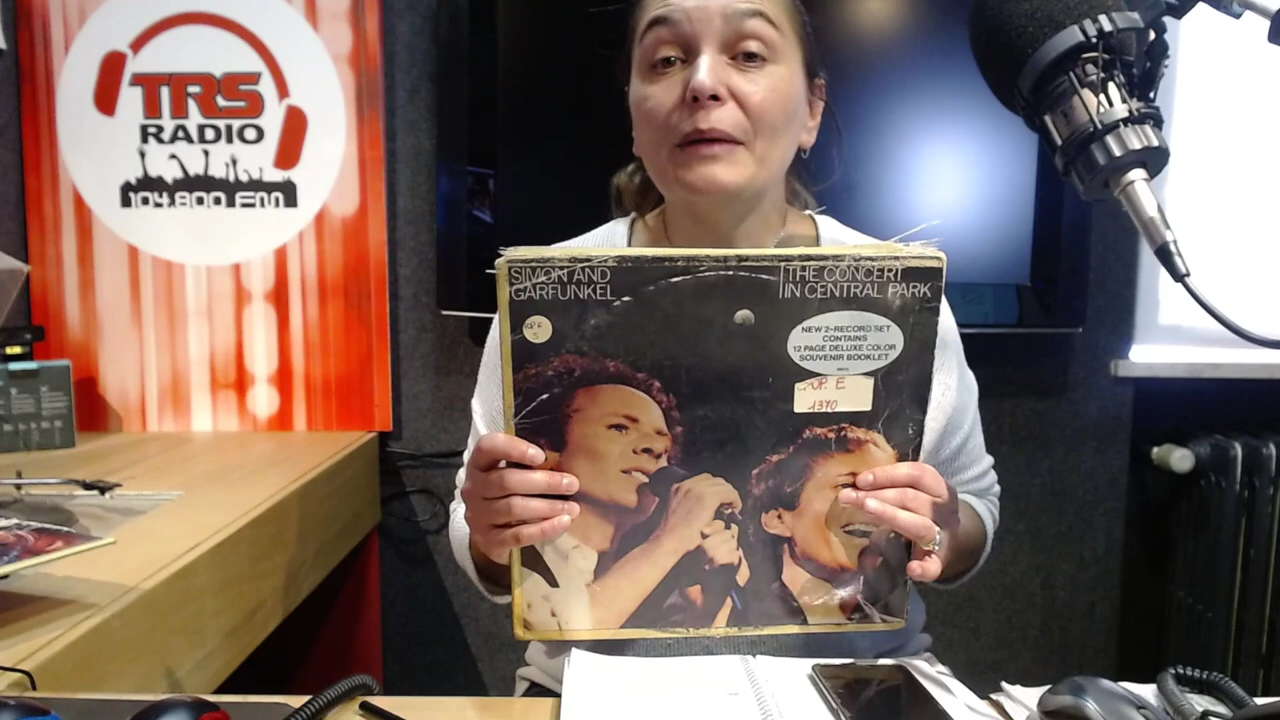 TRS
RADIO
104.800 FM
SIMON AND
GARFUNKEL
THE CONCERT
IN CENTRAL PARK
NEW 2-RECORD SET
CONTAINS
12 PAGE DELUXE COLOR
SOUVENIR BOOKLET
COP. E
1370